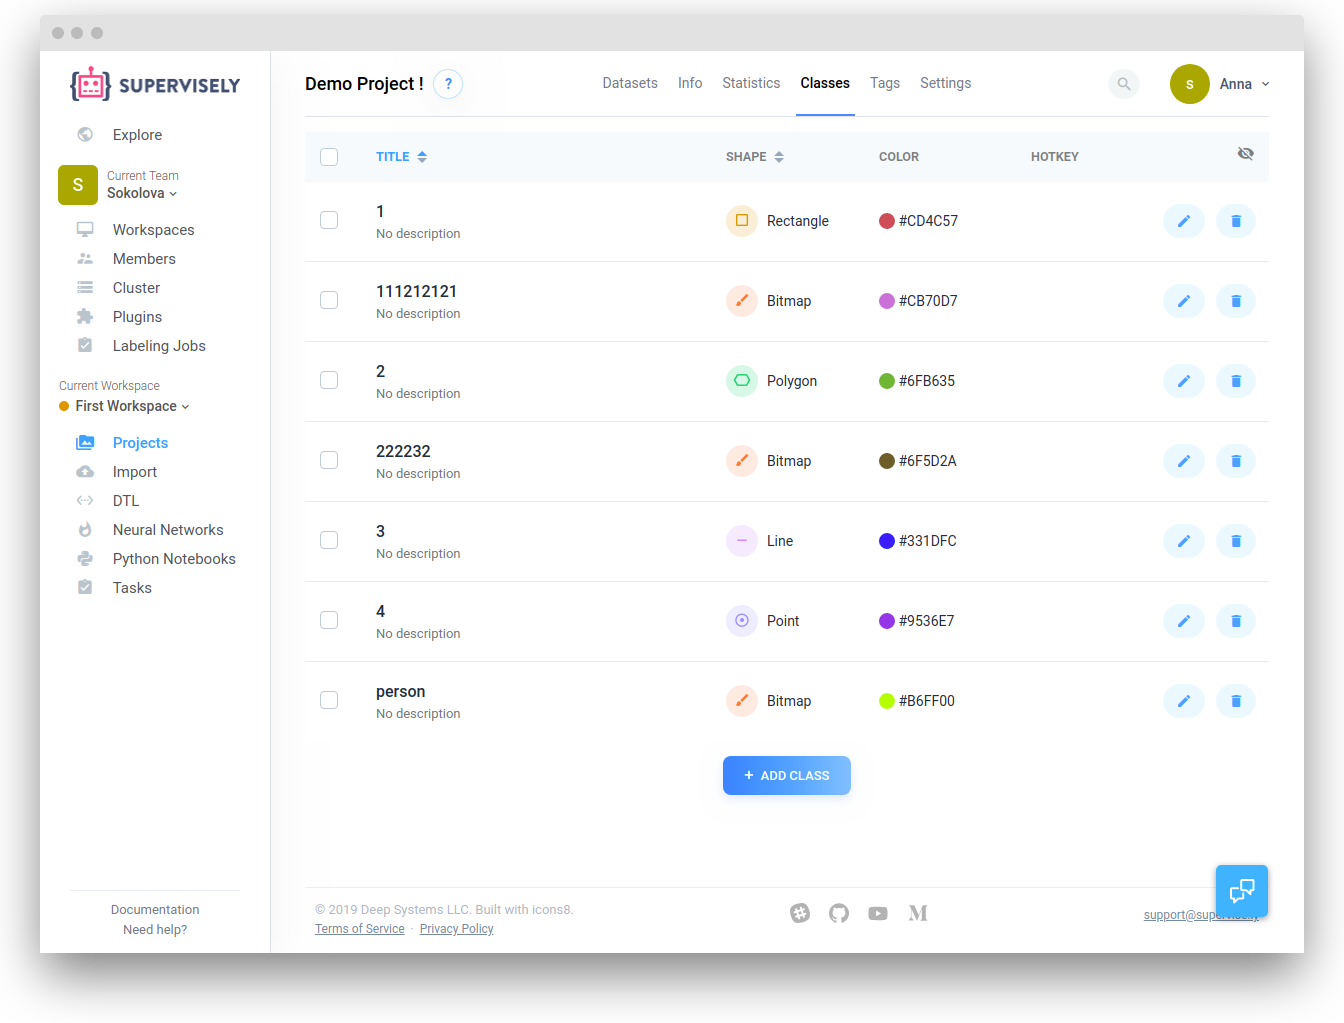 SUPERVISELY
Explore
S
Current Team
Sokolova
Workspaces
Members
Cluster
Plugins
Labeling Jobs
Current Workspace
First Workspace
Projects
Import
DTL
Neural Networks
Python Notebooks
Tasks
Documentation
Need help?
Demo Project ! ?
Datasets Info Statistics Classes Tags Settings
S Anna
TITLE SHAPE COLOR HOTKEY
1
No description
Rectangle #CD4C57
111212121
No description
Bitmap #CB70D7
2
No description
Polygon #6FB635
222232
No description
Bitmap #6F5D2A
3
No description
Line #331DFC
4
No description
Point #9536E7
person
No description
Bitmap #B6FF00
+ ADD CLASS
© 2019 Deep Systems LLC. Built with icons8.
Terms of Service · Privacy Policy
support@supervise.ly